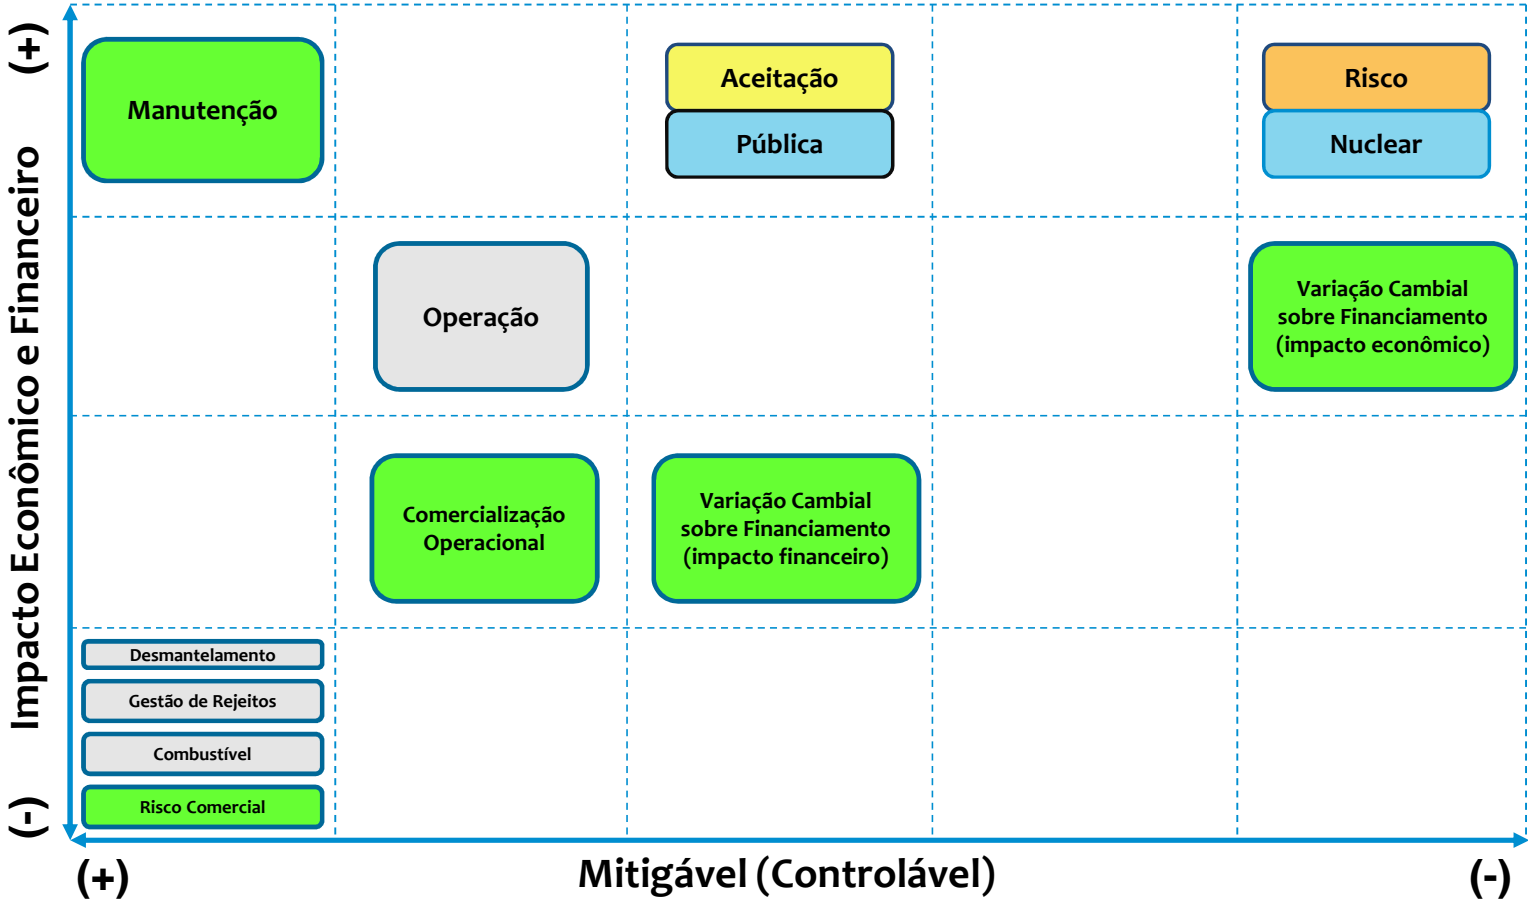 (+)
Impacto Econômico e Financeiro
(-)
Manutenção
Aceitação
Pública
Risco
Nuclear
Operação
Variação Cambial
sobre Financiamento
(impacto econômico)
Comercialização
Operacional
Variação Cambial
sobre Financiamento
(impacto financeiro)
Desmantelamento
Gestão de Rejeitos
Combustível
Risco Comercial
(+)
Mitigável (Controlável)
(-)